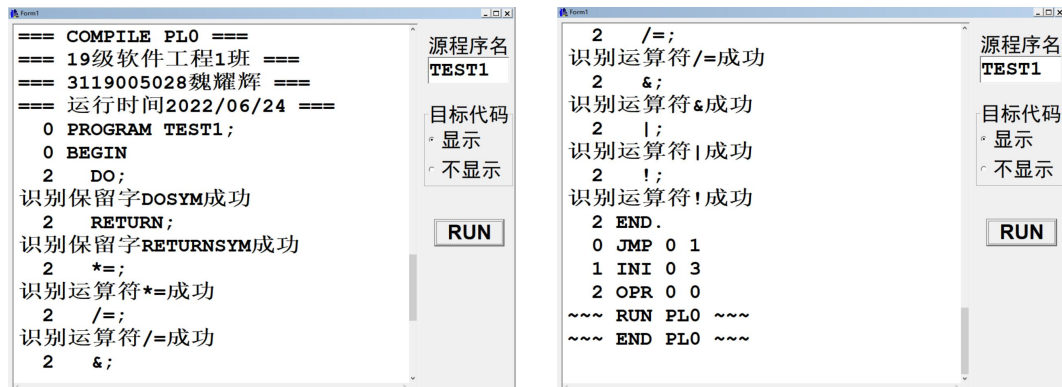 Form1
=== COMPILE PL0 ===
=== 19级软件工程1班 ===
=== 3119005028魏耀辉 ===
=== 运行时间2022/06/24 ===
0 PROGRAM TEST1;
0 BEGIN
2 DO;
识别保留字DOSYM成功
2 RETURN;
识别保留字RETURNSYM成功
2 *=;
识别运算符*=成功
2 /=;
识别运算符/=成功
2 &;
源程序名
TEST1
目标代码
显示
不显示
RUN
Form1
2 /=;
识别运算符/=成功
2 &;
识别运算符&成功
2 |;
识别运算符|成功
2 !;
识别运算符!成功
2 END.
0 JMP 0 1
1 INI 0 3
2 OPR 0 0
~~~ RUN PL0 ~~~
~~~ END PL0 ~~~
源程序名
TEST1
目标代码
显示
不显示
RUN